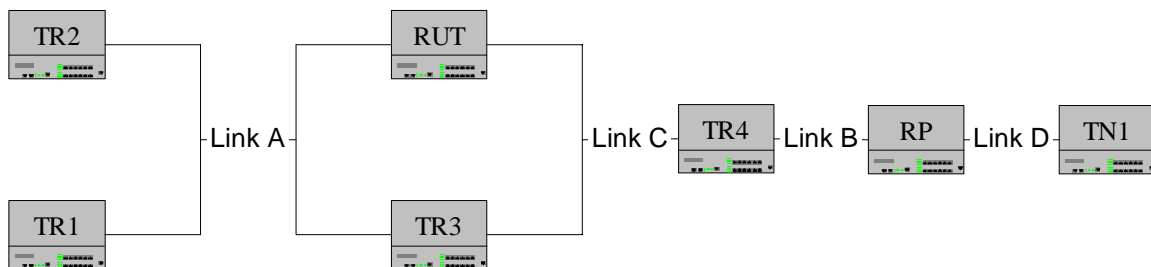 TR2
RUT
Link A
Link C
TR4
Link B
RP
Link D
TN1
TR1
TR3